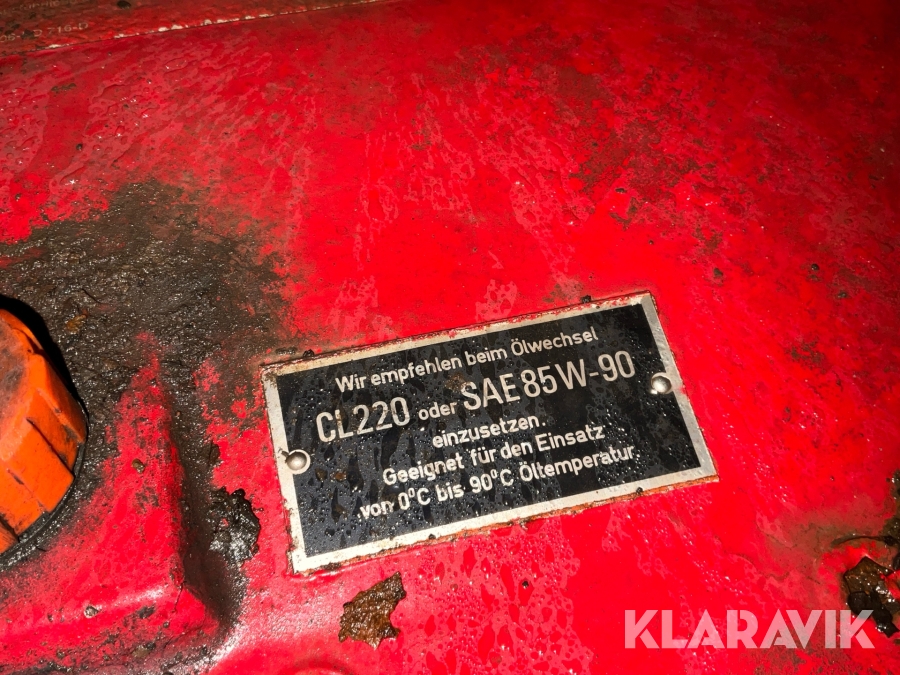 Wir empfehlen beim Ölwechsel
CL220 oder SAE 85 W-90
einzusetzen.
Geeignet für den Einsatz
von 0°C bis 90°C Öltemperatur.
KLARAVIK